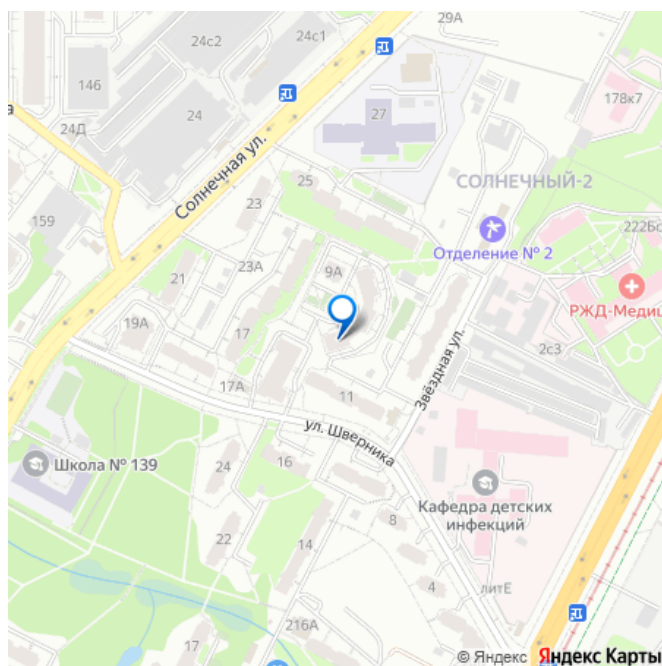 29А
24с2
24с1
146
178к7
24
27
а
24Д
Солнечная ул.
СОЛНЕЧНЫЙ-2
25
23
159
222Бс
Отделение № 2
9А
23А
21
РЖД-Медиц
19А
17
2с3
Звёздная ул.
17А
11
ул. Шверника
Школа № 139
24
16
Кафедра детских
инфекций
8
22
14
4
литЕ
216А
17
© Яндекс Яндекс Карты